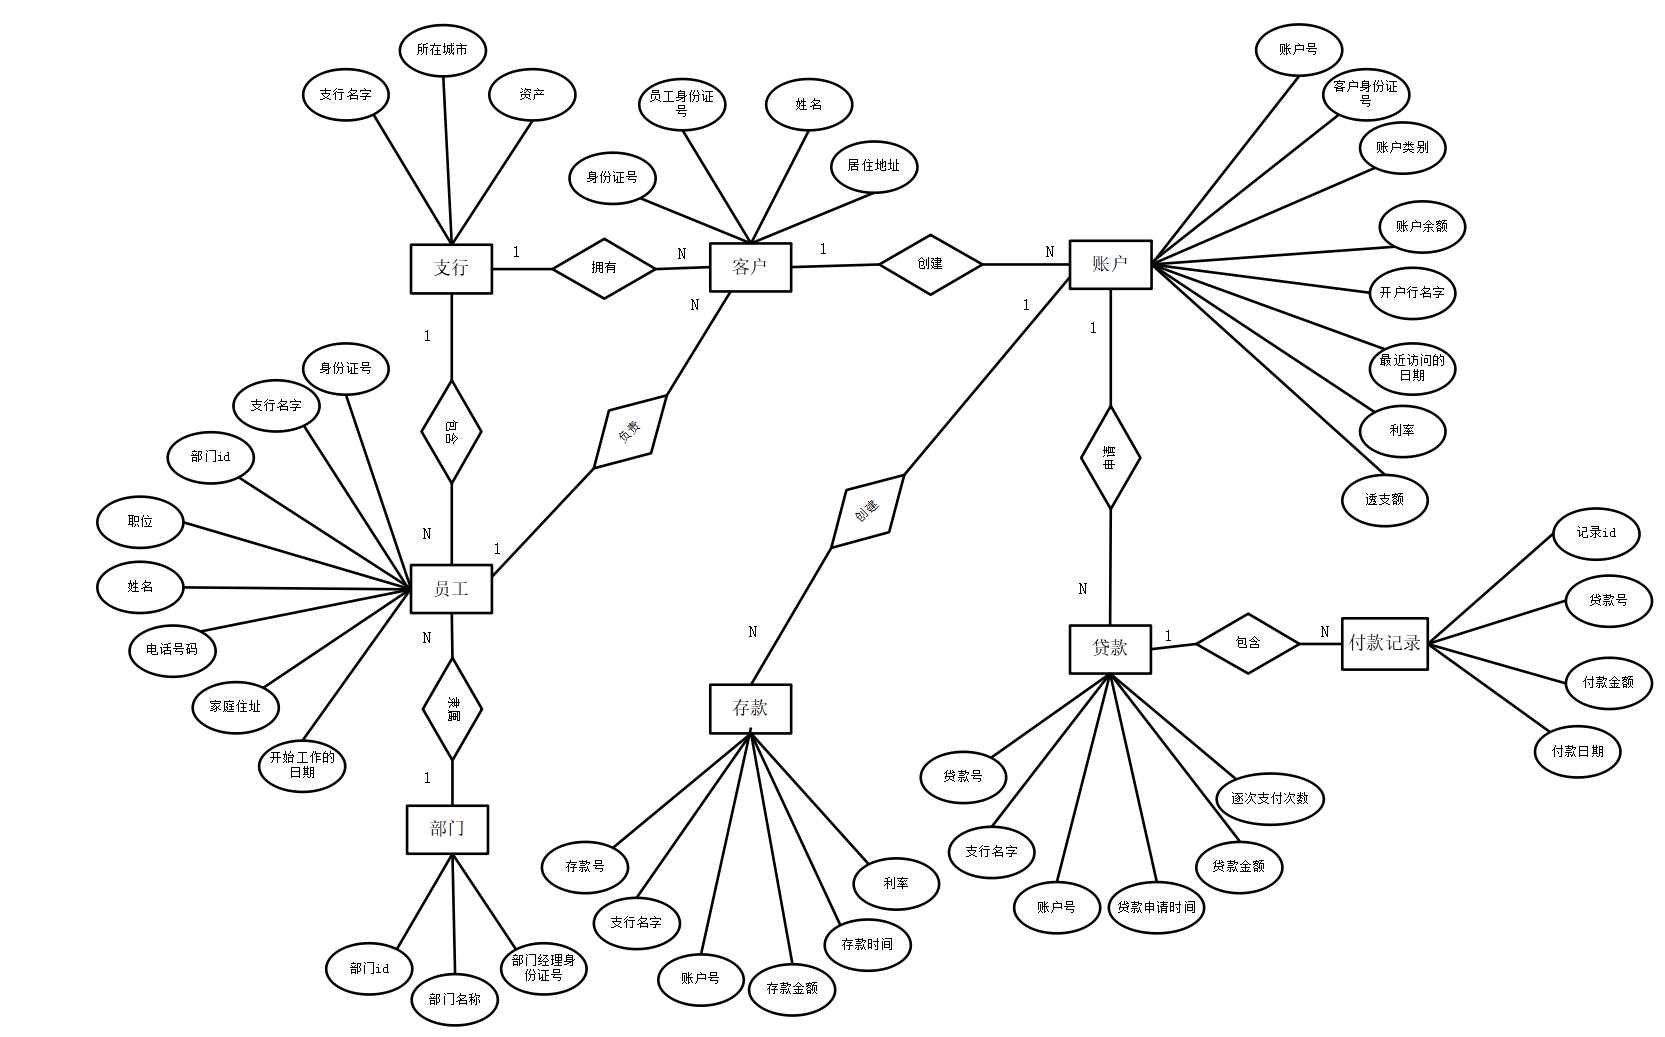 所在城市
支行名字
资产
员工身份证
号
姓名
身份证号
居住地址
账户号
客户身份证
号
账户类别
账户余额
开户行名字
最近访问的
日期
利率
透支额
支行
1
拥有
N
客户
1
创建
N
账户
1
N
1
1
包含
N
负责
1
创建
N
申请
N
身份证号
支行名字
部门id
职位
姓名
电话号码
家庭住址
开始工作的
日期
员工
N
隶属
1
部门
部门id
部门名称
部门经理身
份证号
存款
存款号
支行名字
账户号
存款金额
存款时间
利率
贷款
1
包含
N
付款记录
记录id
贷款号
付款金额
付款日期
贷款号
支行名字
账户号
贷款申请时间
贷款金额
逐次支付次数